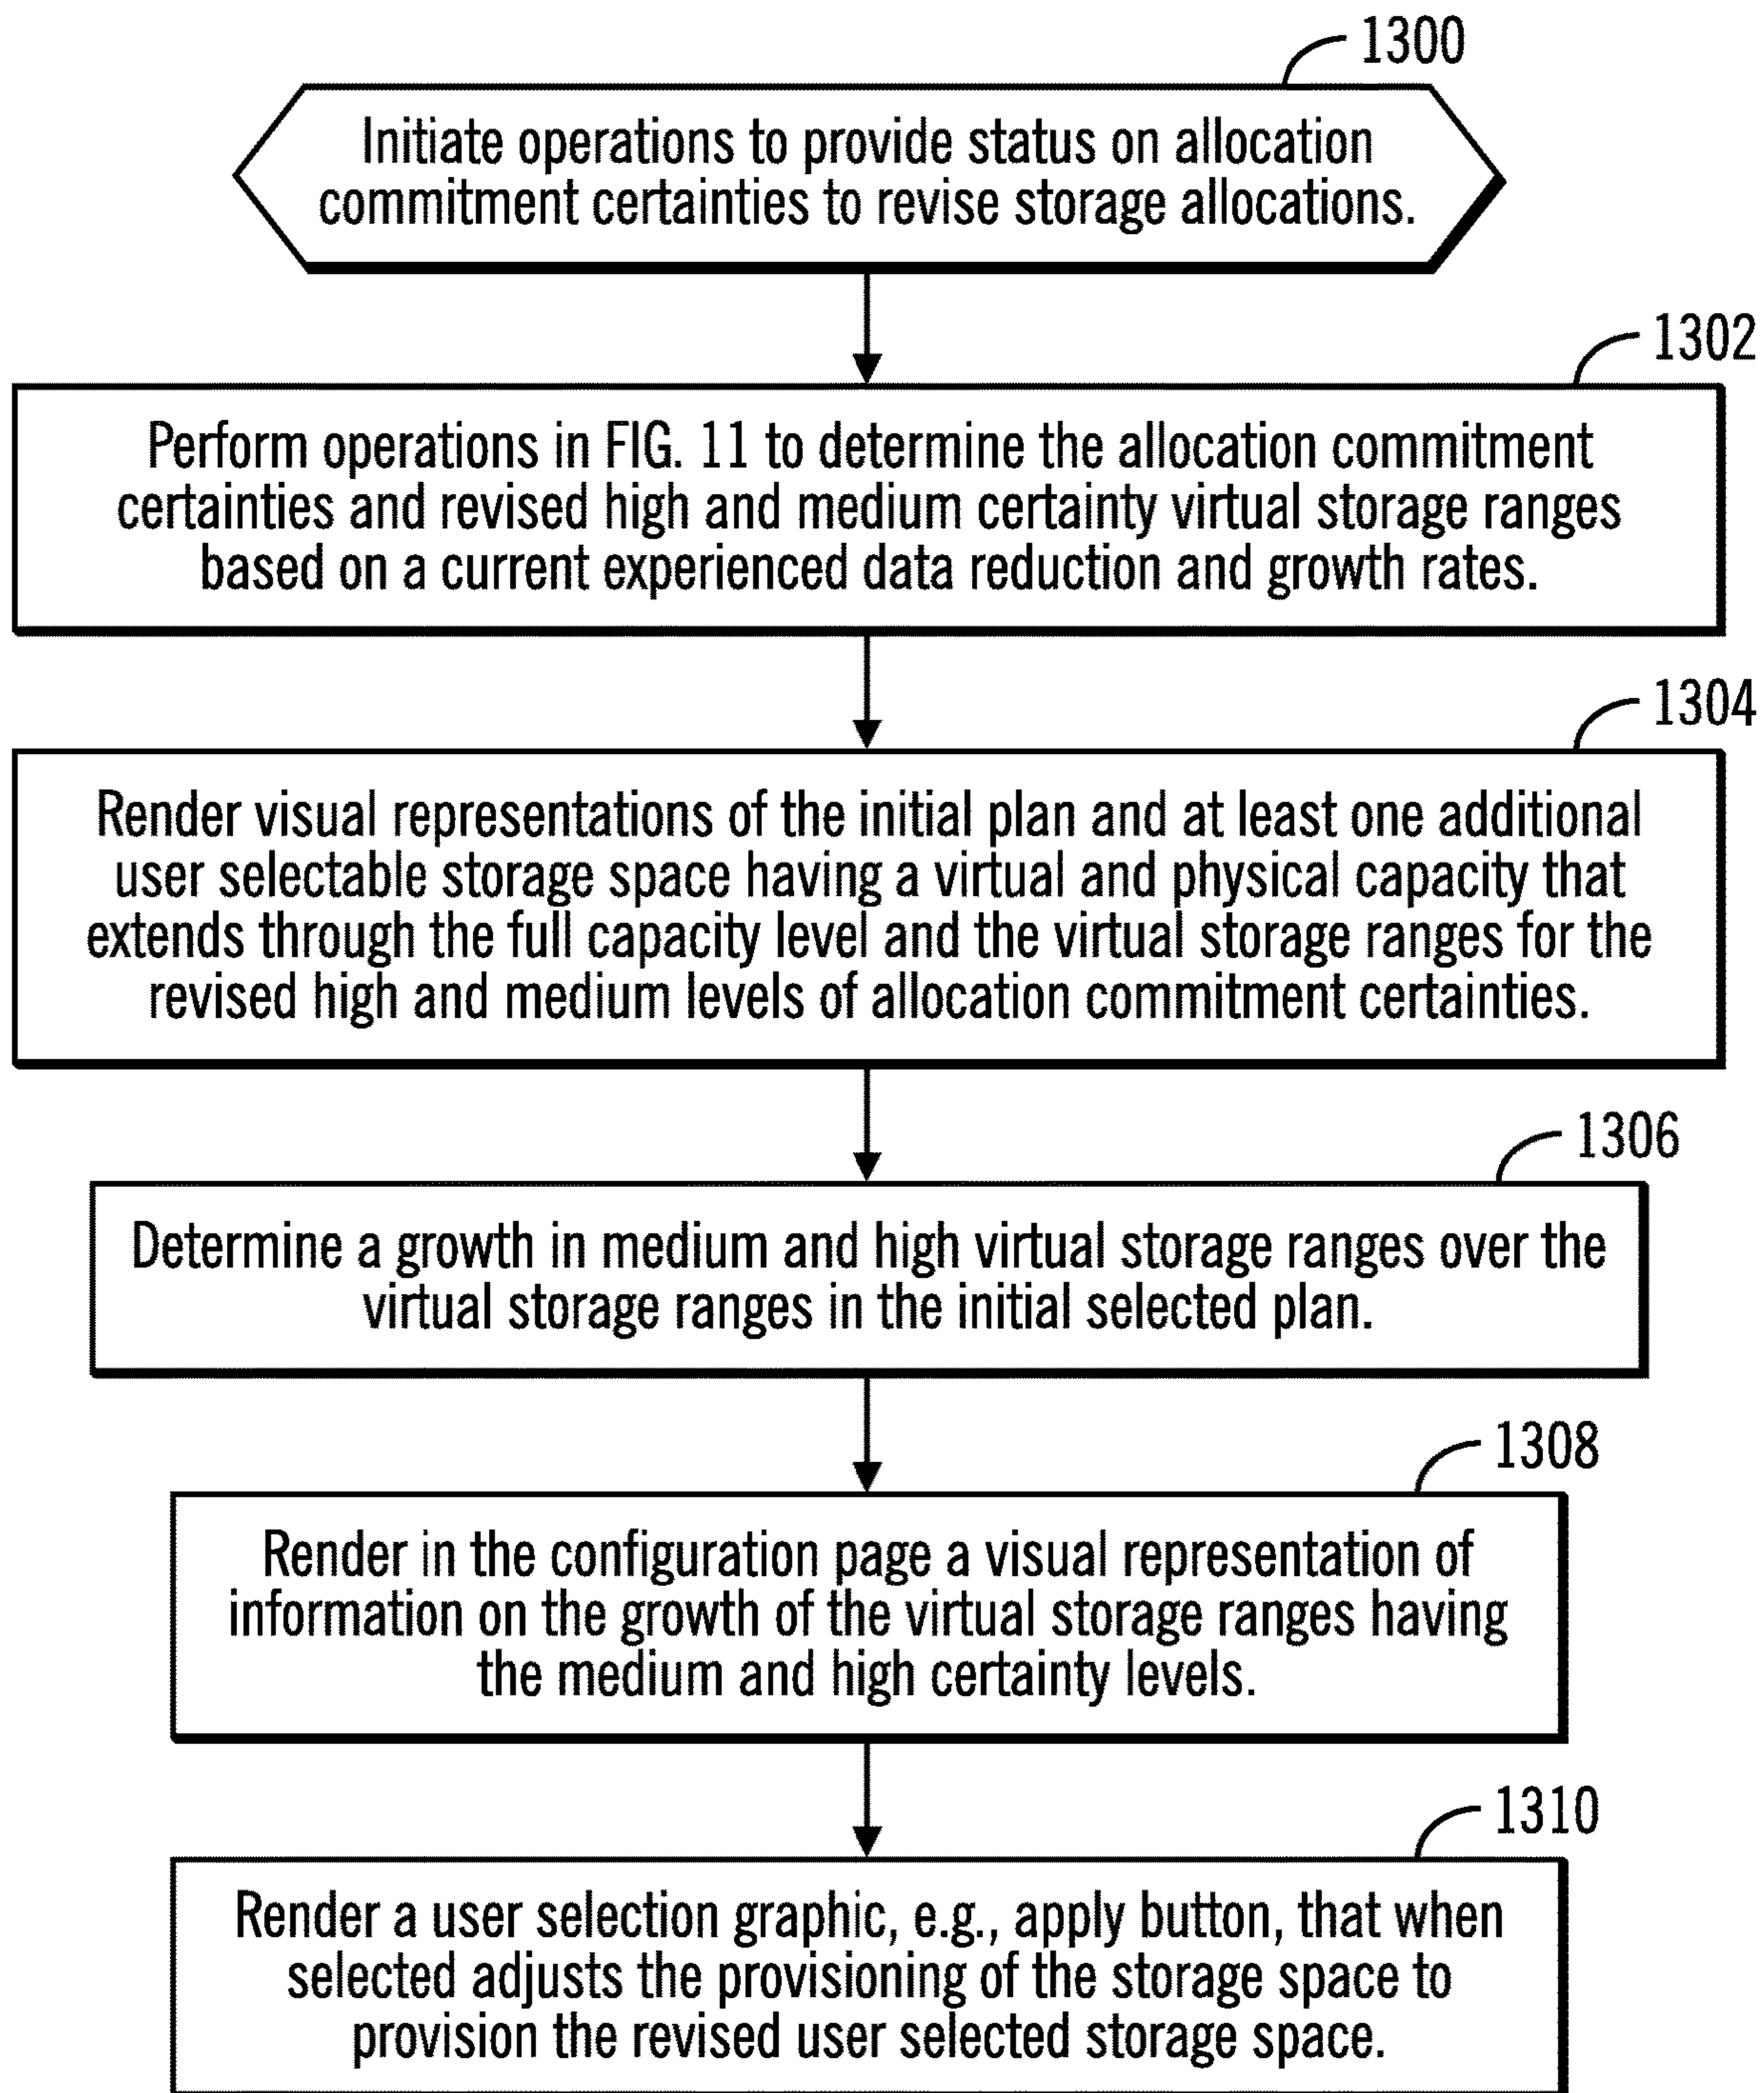 1300
Initiate operations to provide status on allocation
commitment certainties to revise storage allocations.
1302
Perform operations in FIG. 11 to determine the allocation commitment
certainties and revised high and medium certainty virtual storage ranges
based on a current experienced data reduction and growth rates.
1304
Render visual representations of the initial plan and at least one additional
user selectable storage space having a virtual and physical capacity that
extends through the full capacity level and the virtual storage ranges for the
revised high and medium levels of allocation commitment certainties.
1306
Determine a growth in medium and high virtual storage ranges over the
virtual storage ranges in the initial selected plan.
1308
Render in the configuration page a visual representation of
information on the growth of the virtual storage ranges having
the medium and high certainty levels.
1310
Render a user selection graphic, e.g., apply button, that when
selected adjusts the provisioning of the storage space to
provision the revised user selected storage space.